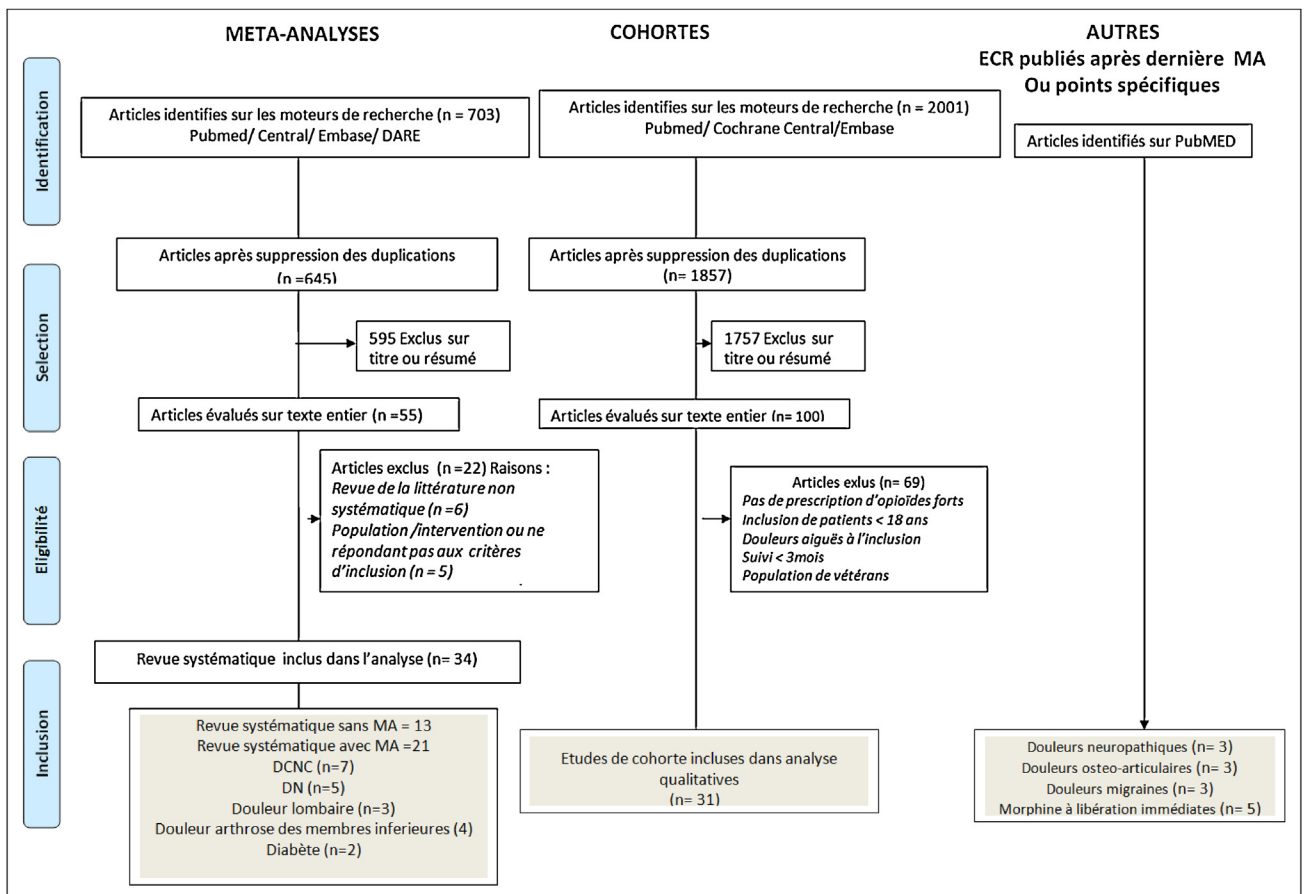 META-ANALYSES
COHORTES
AUTRES
ECR publiés après dernière MA
Ou points spécifiques
Identification
Articles identifies sur les moteurs de recherche (n = 703)
Pubmed/ Central/ Embase/ DARE
Articles identifies sur les moteurs de recherche (n = 2001)
Pubmed/ Cochrane Central/Embase
Articles identifiés sur PubMED
Selection
Articles après suppression des duplications
(n =645)
Articles après suppression des duplications
(n= 1857)
595 Exclus sur
titre ou résumé
1757 Exclus sur
titre ou résumé
Articles évalués sur texte entier (n =55)
Articles évalués sur texte entier (n= 100)
Eligibilité
Articles exclus (n =22) Raisons :
Revue de la littérature non
systématique (n =6)
Population /intervention ou ne
répondant pas aux critères
d'inclusion (n = 5)
Articles exlus (n= 69)
Pas de prescription d'opioïdes forts
Inclusion de patients < 18 ans
Douleurs aiguës à l'inclusion
Suivi < 3mois
Population de vétérans
Inclusion
Revue systématique inclus dans l'analyse (n= 34)
Revue systématique sans MA = 13
Revue systématique avec MA =21
DCNC (n=7)
DN (n=5)
Douleur lombaire (n=3)
Douleur arthrose des membres inferieures (4)
Diabète (n=2)
Etudes de cohorte incluses dans analyse
qualitatives
(n= 31)
Douleurs neuropathiques (n= 3)
Douleurs osteo-articulaires (n= 3)
Douleurs migraines (n= 3)
Morphine à libération immédiates (n= 5)